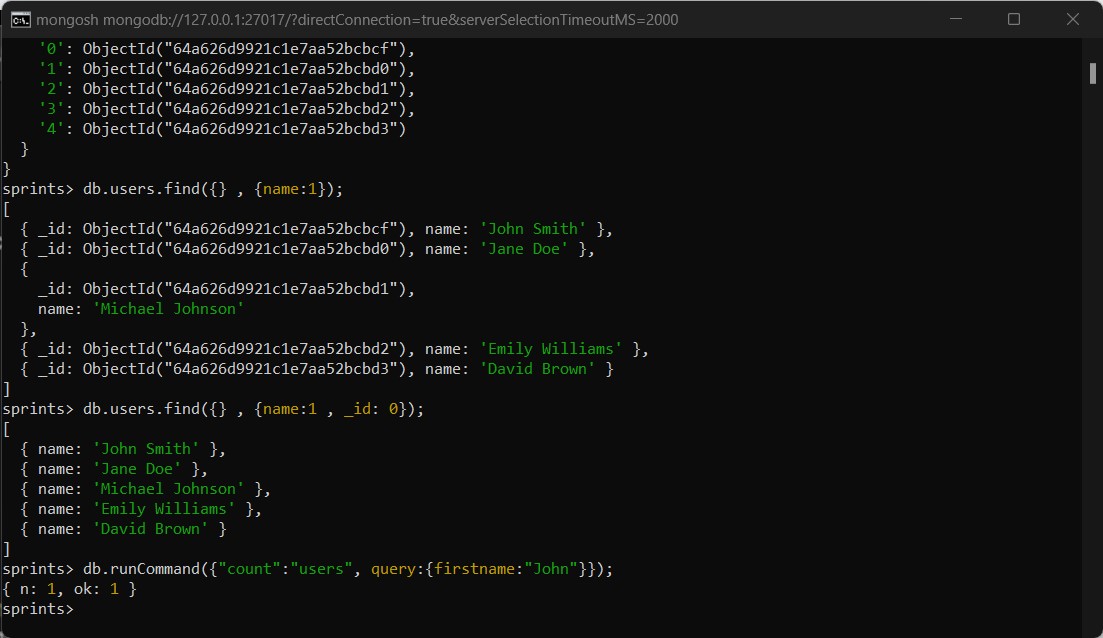 mongosh mongodb://127.0.0.1:27017/?directConnection=true&serverSelectionTimeoutMS=2000
    '0': ObjectId("64a626d9921c1e7aa52bcbcf"),
    '1': ObjectId("64a626d9921c1e7aa52bcbd0"),
    '2': ObjectId("64a626d9921c1e7aa52bcbd1"),
    '3': ObjectId("64a626d9921c1e7aa52bcbd2"),
    '4': ObjectId("64a626d9921c1e7aa52bcbd3")
  }
}
sprints> db.users.find({} , {name:1});
[
  { _id: ObjectId("64a626d9921c1e7aa52bcbcf"), name: 'John Smith' },
  { _id: ObjectId("64a626d9921c1e7aa52bcbd0"), name: 'Jane Doe' },
  {
    _id: ObjectId("64a626d9921c1e7aa52bcbd1"),
    name: 'Michael Johnson'
  },
  { _id: ObjectId("64a626d9921c1e7aa52bcbd2"), name: 'Emily Williams' },
  { _id: ObjectId("64a626d9921c1e7aa52bcbd3"), name: 'David Brown' }
]
sprints> db.users.find({} , {name:1 , _id: 0});
[
  { name: 'John Smith' },
  { name: 'Jane Doe' },
  { name: 'Michael Johnson' },
  { name: 'Emily Williams' },
  { name: 'David Brown' }
]
sprints> db.runCommand({"count":"users", query:{firstname:"John"}});
{ n: 1, ok: 1 }
sprints>